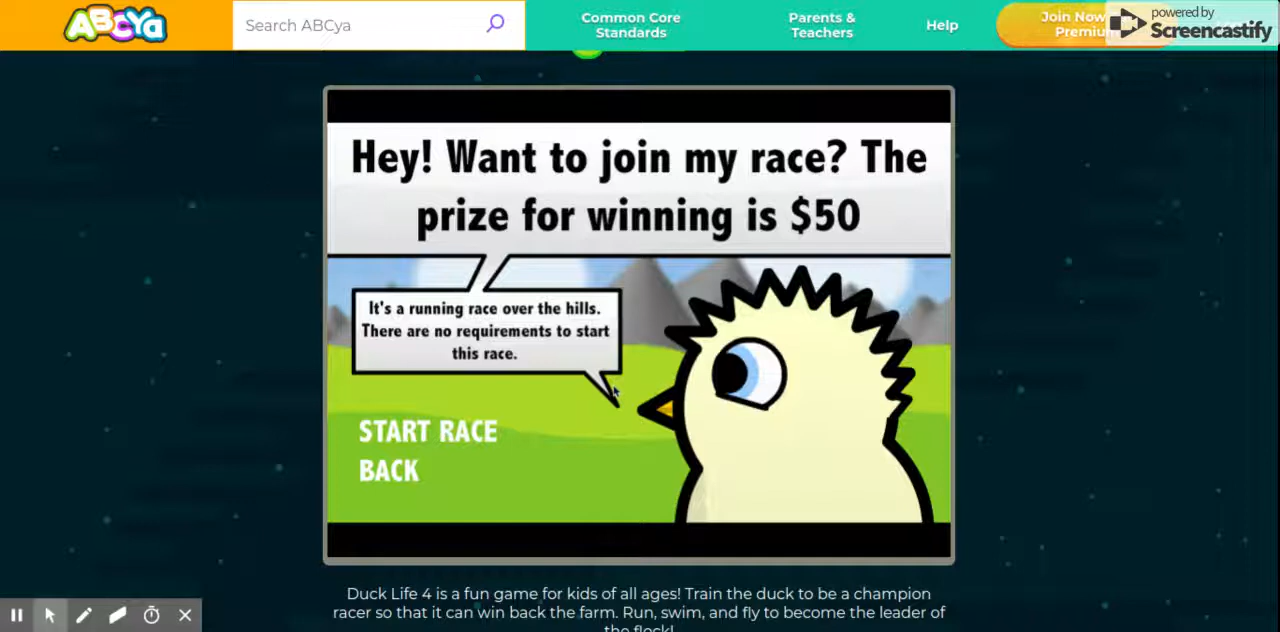 ABCya
Search ABCya
Common Core
Standards
Parents &
Teachers
Help
Join Now
Premium
powered by
Screencastify
Hey! Want to join my race? The
prize for winning is $50
It's a running race over the hills.
There are no requirements to start
this race.
START RACE
BACK
Duck Life 4 is a fun game for kids of all ages! Train the duck to be a champion
racer so that it can win back the farm. Run, swim, and fly to become the leader of
the flock!